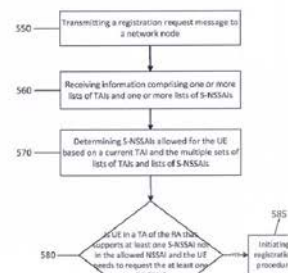 550
Transmitting a registration request message to
a network node
560
Receiving information comprising one or more
lists of TAIs and one or more lists of S-NSSAIs
570
Determining S-NSSAIs allowed for the UE
based on a current TAI and the multiple sets of
lists of TAIs and lists of S-NSSAIs
580
Is UE in a TA of the RA that
supports at least one S-NSSAI not
in the allowed NSSAI and the UE
needs to request the at least one
585
Initiating
registration
procedure